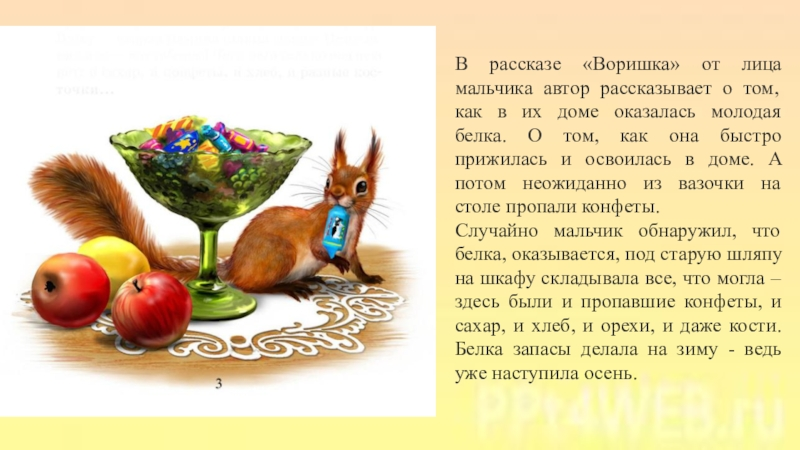 В рассказе «Воришка» от лица
мальчика автор рассказывает о том,
как в их доме оказалась молодая
белка. О том, как она быстро
прижилась и освоилась в доме. А
потом неожиданно из вазочки на
столе пропали конфеты.
Случайно мальчик обнаружил, что
белка, оказывается, под старую шляпу
на шкафу складывала все, что могла –
здесь были и пропавшие конфеты, и
сахар, и хлеб, и орехи, и даже кости.
Белка запасы делала на зиму - ведь
уже наступила осень.
3
PPt4WEB.ru